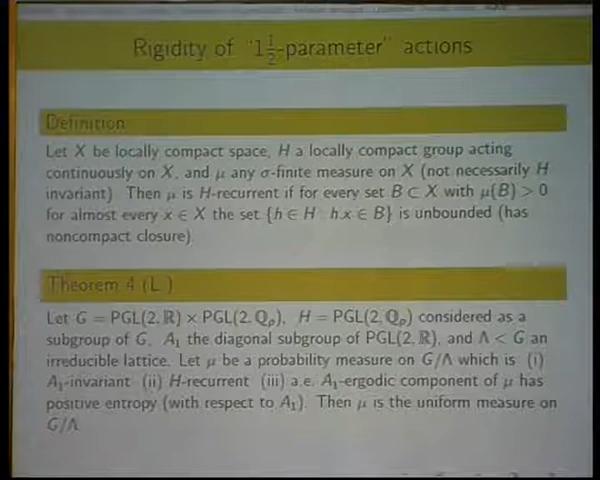 Rigidity of "1½-parameter" actions
Definition
Let X be locally compact space, H a locally compact group acting
continuously on X, and μ any σ-finite measure on X (not necessarily H
invariant). Then μ is H-recurrent if for every set B ⊂ X with μ(B) > 0
for almost every x ∈ X the set {h ∈ H : h.x ∈ B} is unbounded (has
noncompact closure).
Theorem 4 (L.)
Let G = PGL(2, ℝ) × PGL(2, ℚₚ), H = PGL(2, ℚₚ) considered as a
subgroup of G, A₁ the diagonal subgroup of PGL(2, ℝ), and Λ < G an
irreducible lattice. Let μ be a probability measure on G/Λ which is (i)
A₁-invariant (ii) H-recurrent (iii) a.e. A₁-ergodic component of μ has
positive entropy (with respect to A₁). Then μ is the uniform measure on
G/Λ